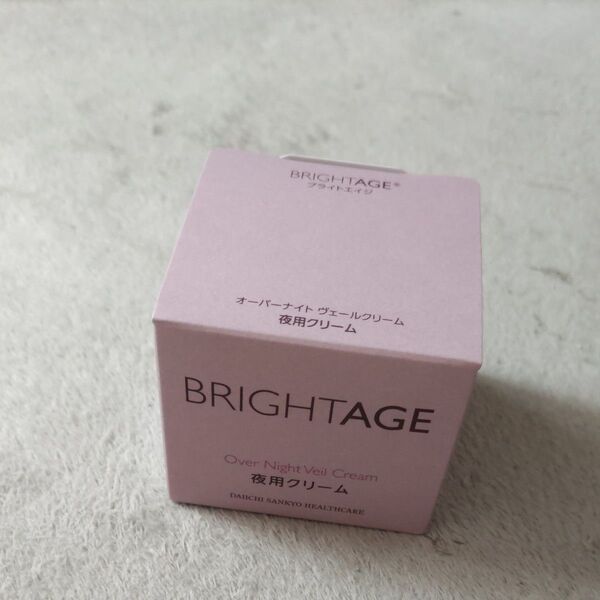 BRIGHTAGE®
ブライトエイジ
オーバーナイト ヴェールクリーム
夜用クリーム
BRIGHTAGE
Over Night Veil Cream
夜用クリーム
DAIICHI SANKYO HEALTHCARE